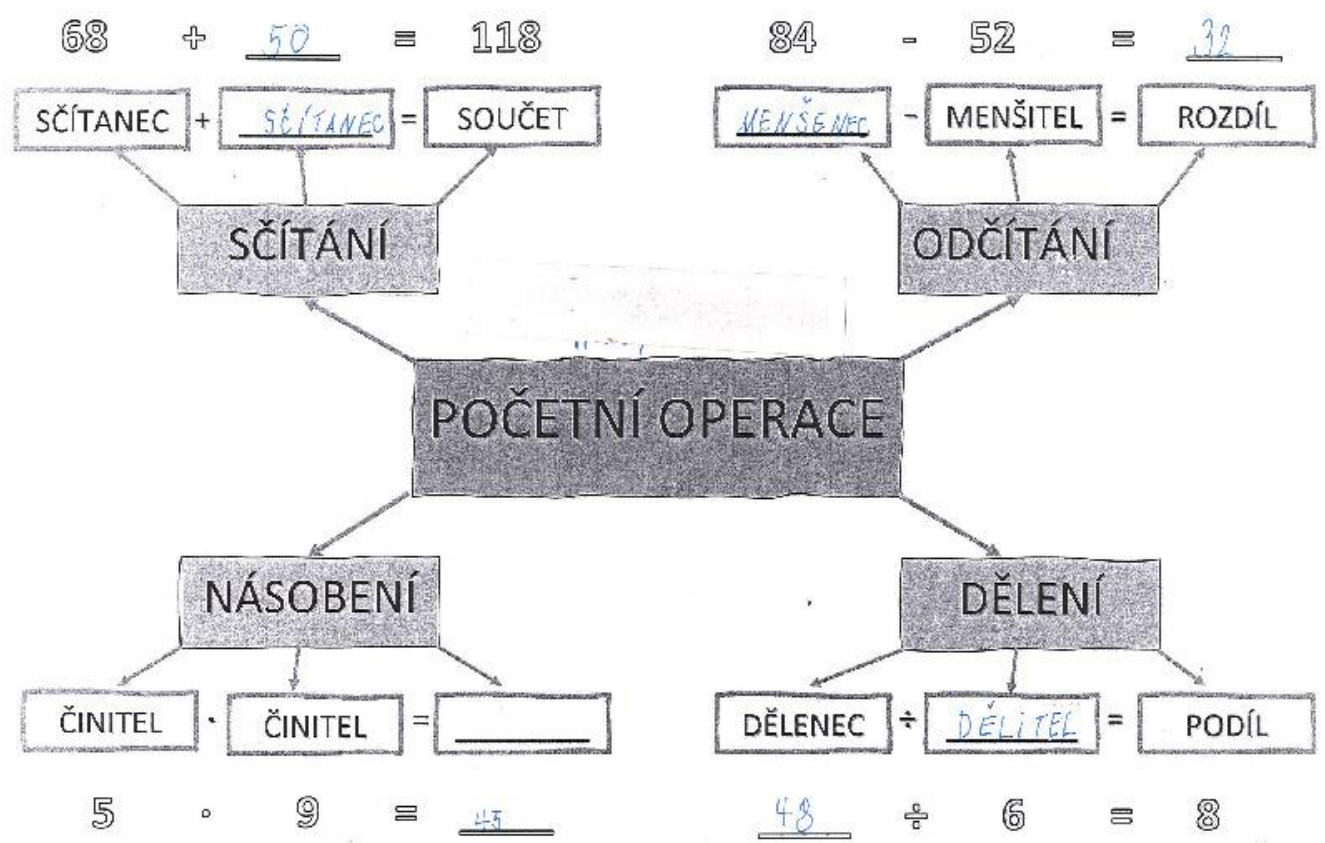 68 + 50 = 118
84 - 52 = 32
SČÍTANEC + SČÍTANEC = SOUČET
MENŠENEC - MENŠITEL = ROZDÍL
SČÍTÁNÍ
ODČÍTÁNÍ
POČETNÍ OPERACE
NÁSOBENÍ
DĚLENÍ
ČINITEL · ČINITEL =
DĚLENEC ÷ DĚLITEL = PODÍL
5 · 9 = 45
48 ÷ 6 = 8